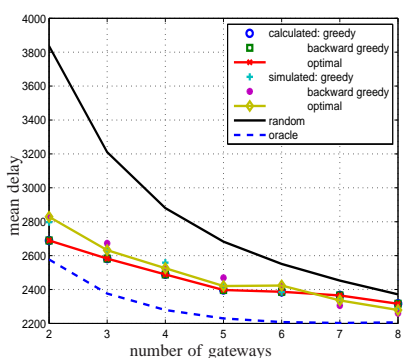 4000
3800
3600
3400
3200
3000
2800
2600
2400
2200
mean delay
calculated: greedy
backward greedy
optimal
simulated: greedy
backward greedy
optimal
random
oracle
2 3 4 5 6 7 8
number of gateways